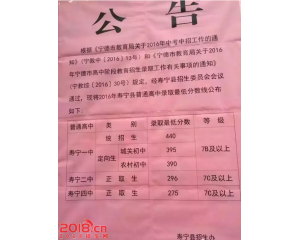 公 告
根据《宁德市教育局关于2016年中考中招工作的通
知》(宁教中〔2016〕13号)和《宁德市教育局关于2016
年宁德市高中阶段教育招生录取工作有关事项的通知》
(宁教综〔2016〕30号)规定,经寿宁县招生委员会会议
通过,现将2016年寿宁县普通高中录取最低分数线公布
如下:
普通高中 录取最低分数 等 级
寿宁一中 统 招 生 440 7B及以上
定向生 城关初中 395
农村初中 390
寿宁二中 正 取 生 296 7C及以上
寿宁四中 正 取 生 275 7C及以上
寿宁县招生办
2018.cn